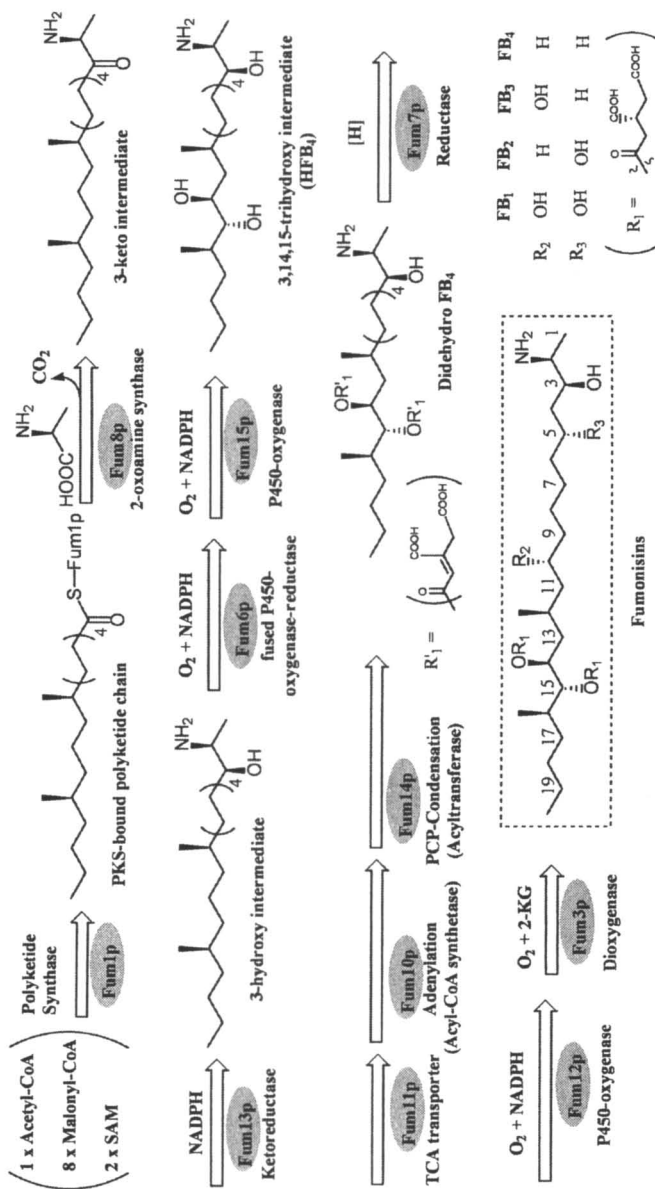 1 x Acetyl-CoA
8 x Malonyl-CoA
2 x SAM
Polyketide
Synthase
Fum1p
4
O
S—Fum1p
PKS-bound polyketide chain
NH2
HOOC
CO2
Fum8p
2-oxoamine synthase
NH2
4
O
3-keto intermediate
NADPH
Fum13p
Ketoreductase
NH2
4
OH
3-hydroxy intermediate
O2 + NADPH
Fum6p
fused P450-
oxygenase-reductase
O2 + NADPH
Fum15p
P450-oxygenase
OH
OH
NH2
4
OH
3,14,15-trihydroxy intermediate
(HFB4)
Fum11p
TCA transporter
Fum10p
Adenylation
(Acyl-CoA synthetase)
Fum14p
PCP-Condensation
(Acyltransferase)
OR'1
OR'1
NH2
4
OH
R'1 =
O
COOH
COOH
Didehydro FB4
[H]
Fum7p
Reductase
O2 + NADPH
Fum12p
P450-oxygenase
O2 + 2-KG
Fum3p
Dioxygenase
19 17 15 13 11 9 7 5 3 1
OR1
OR1
R2
R3
NH2
OH
Fumonisins
FB1 FB2 FB3 FB4
R2 OH H OH H
R3 OH OH H H
R1 =
O
COOH
COOH